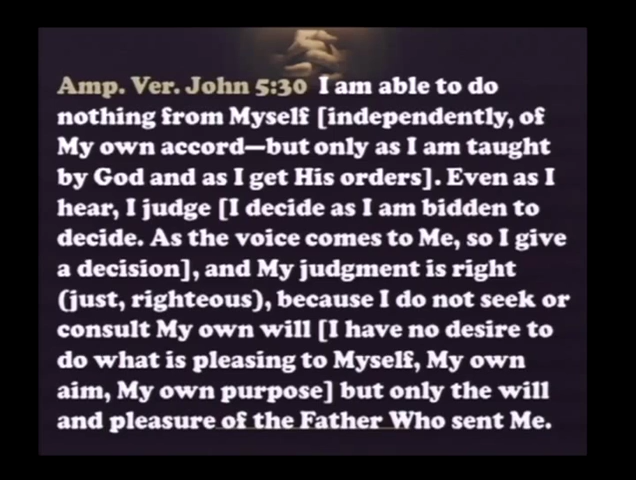 Amp. Ver. John 5:30 I am able to do
nothing from Myself [independently, of
My own accord—but only as I am taught
by God and as I get His orders]. Even as I
hear, I judge [I decide as I am bidden to
decide. As the voice comes to Me, so I give
a decision], and My judgment is right
(just, righteous), because I do not seek or
consult My own will [I have no desire to
do what is pleasing to Myself, My own
aim, My own purpose] but only the will
and pleasure of the Father Who sent Me.